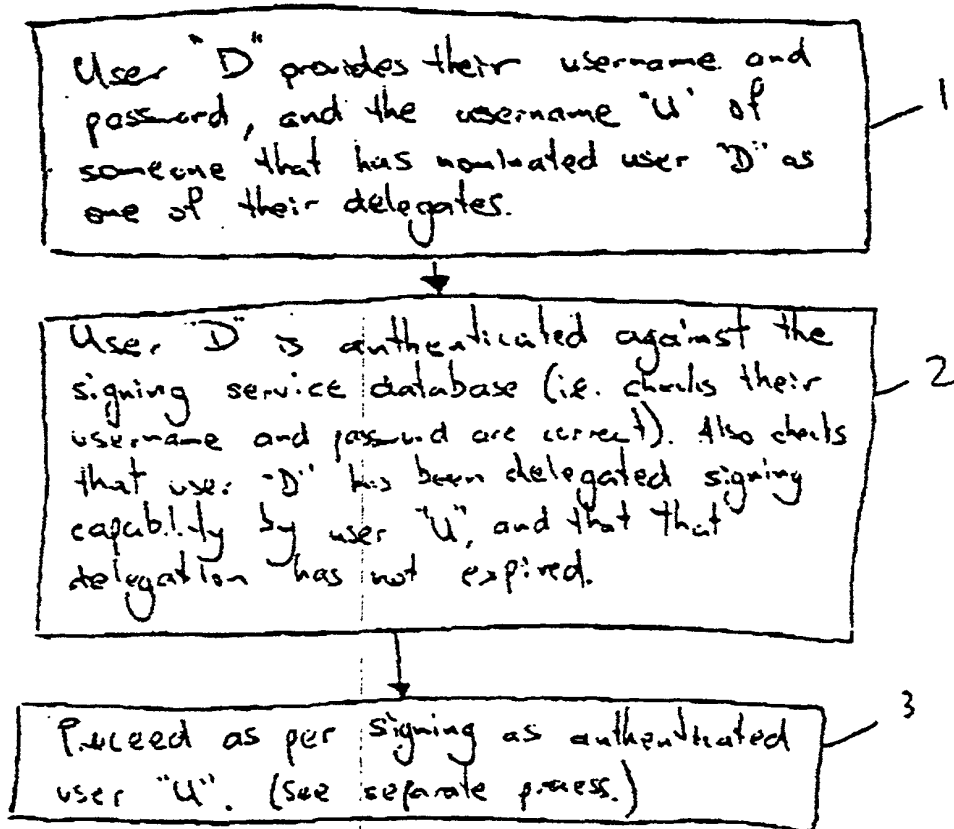 User "D" provides their username and
password, and the username "U" of
someone that has nominated user "D" as
one of their delegates.
1
User "D" is authenticated against the
signing service database (i.e. checks their
username and password are correct). Also checks
that user "D" has been delegated signing
capability by user "U", and that that
delegation has not expired.
2
Proceed as per signing as authenticated
user "U". (see separate process.)
3